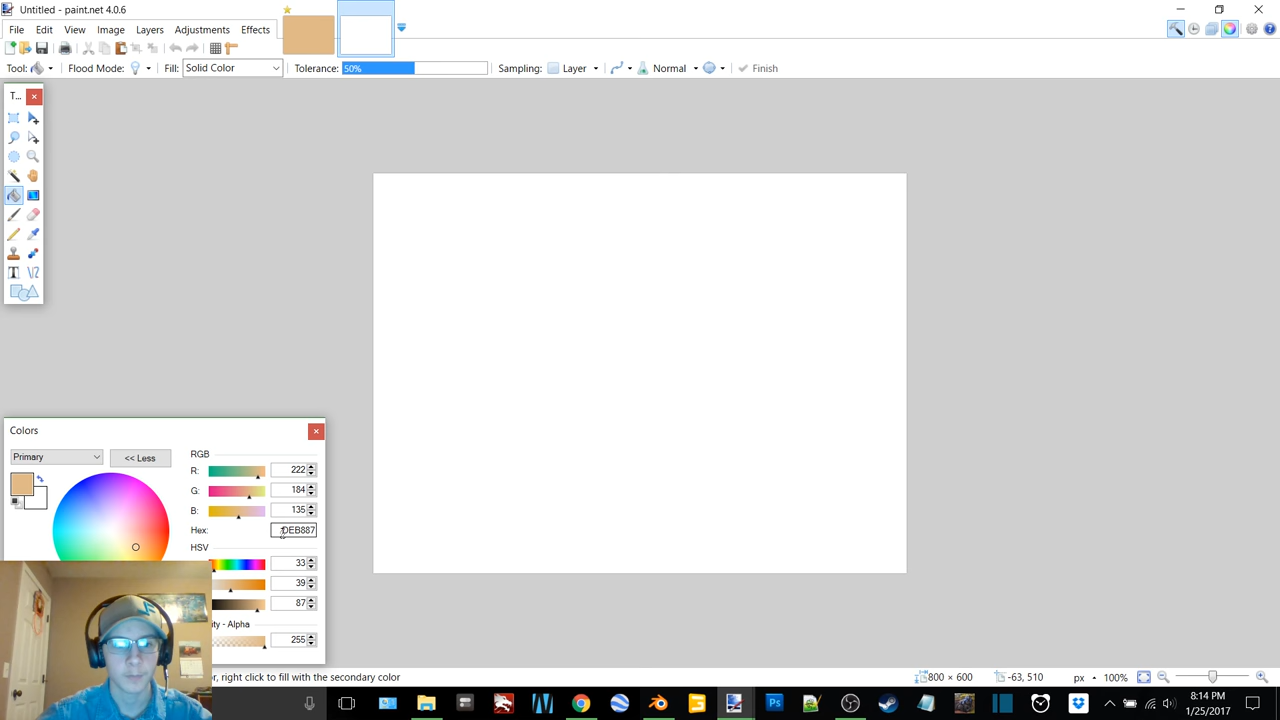 Untitled - paint.net 4.0.6
File Edit View Image Layers Adjustments Effects
Tool: Flood Mode: Fill: Solid Color Tolerance: 50% Sampling: Layer Normal Finish
T...
Colors
Primary << Less
RGB
R: 222
G: 184
B: 135
Hex: DEB887
HSV
33
39
87
ity - Alpha
255
or, right click to fill with the secondary color
800 × 600 -63, 510 px 100%
8:14 PM
1/25/2017